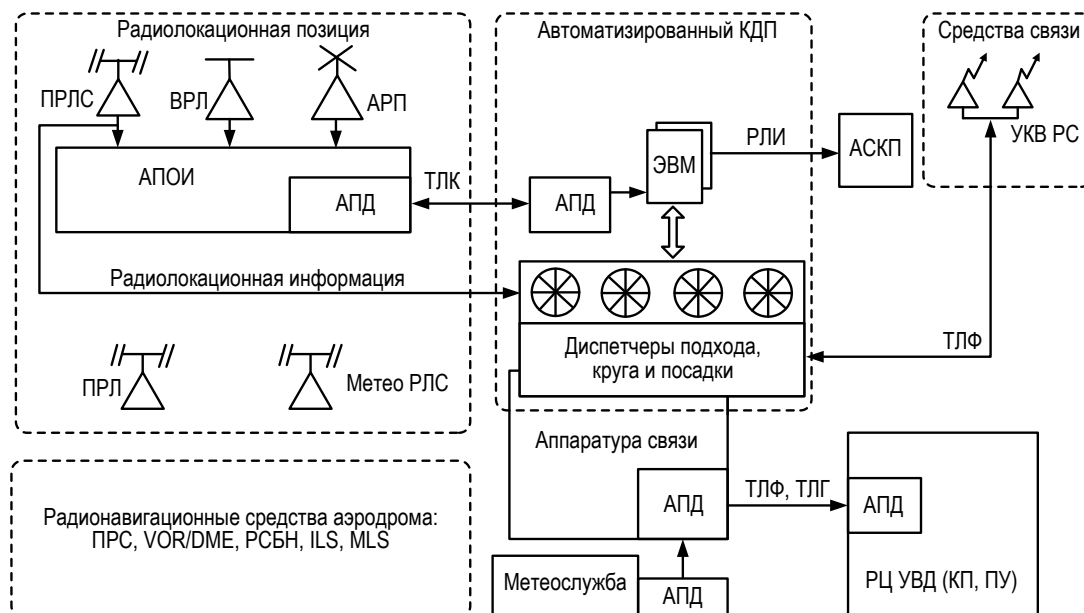 Радиолокационная позиция
Автоматизированный КДП
Средства связи
ПРЛС
ВРЛ
АРП
УКВ РС
РЛИ
АСКП
ЭВМ
АПОИ
АПД
ТЛК
АПД
Радиолокационная информация
Диспетчеры подхода,
круга и посадки
ТЛФ
ПРЛ
Метео РЛС
Аппаратура связи
АПД
ТЛФ, ТЛГ
АПД
Радионавигационные средства аэродрома:
ПРС, VOR/DME, РСБН, ILS, MLS
Метеослужба
АПД
РЦ УВД (КП, ПУ)